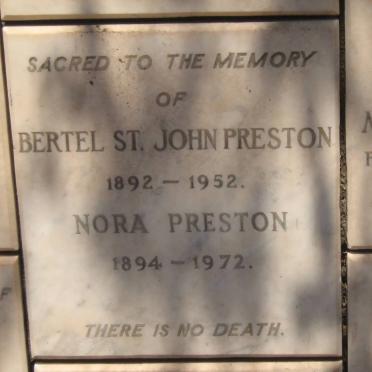 SACRED TO THE MEMORY
OF
BERTEL ST. JOHN PRESTON
1892 – 1952.
NORA PRESTON
1894 – 1972.
THERE IS NO DEATH.